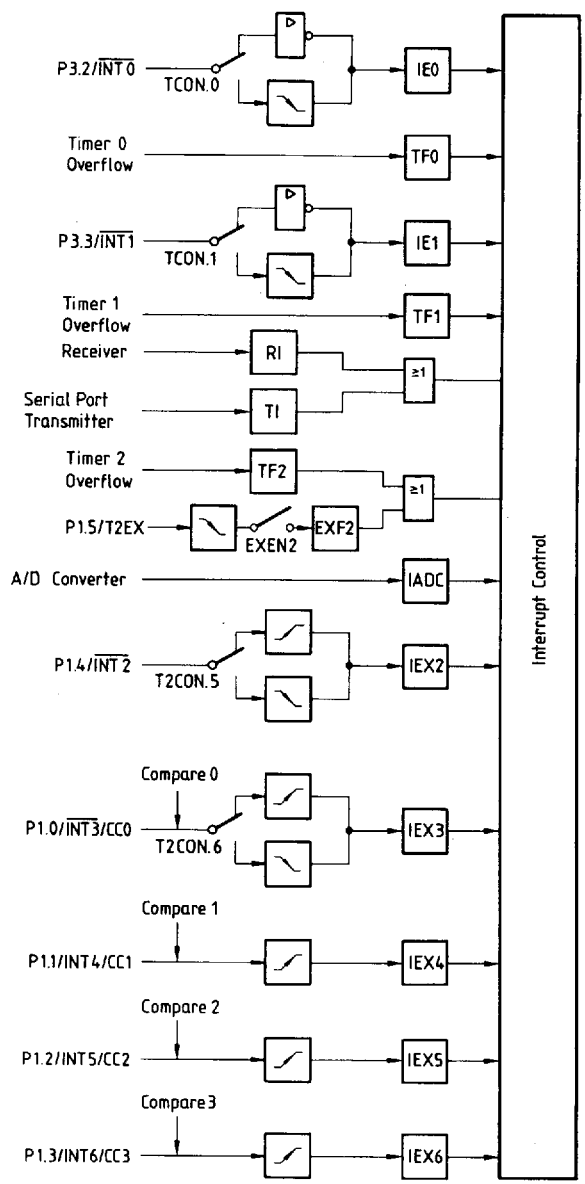 P3.2/INT0
TCON.0
IE0
Timer 0
Overflow
TF0
P3.3/INT1
TCON.1
IE1
Timer 1
Overflow
TF1
Receiver
RI
≥1
Serial Port
Transmitter
TI
Timer 2
Overflow
TF2
≥1
P1.5/T2EX
EXEN2
EXF2
A/D Converter
IADC
Interrupt Control
P1.4/INT2
T2CON.5
IEX2
Compare 0
P1.0/INT3/CC0
T2CON.6
IEX3
Compare 1
P1.1/INT4/CC1
IEX4
Compare 2
P1.2/INT5/CC2
IEX5
Compare 3
P1.3/INT6/CC3
IEX6